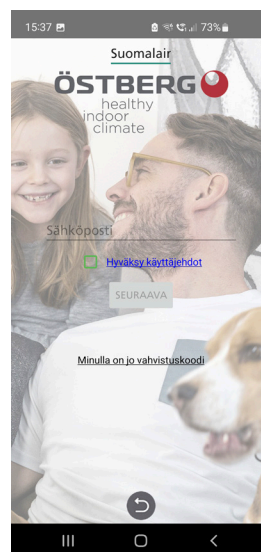 15:37
73%
Suomalair
ÖSTBERG
healthy
indoor
climate
Sähköposti
Hyväksy käyttäjehdot
SEURAAVA
Minulla on jo vahvistuskoodi